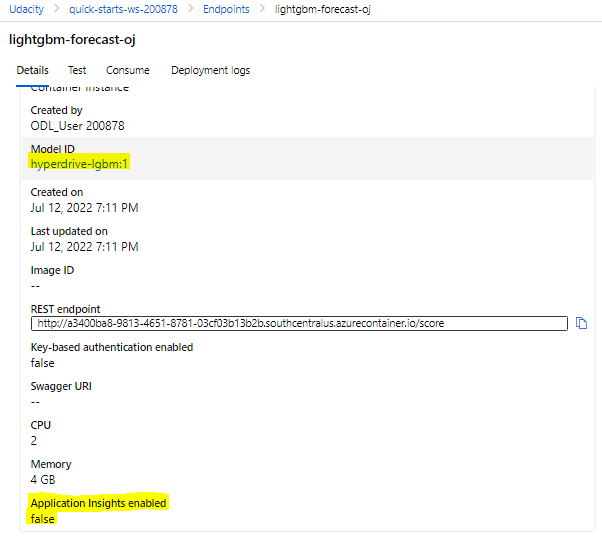 Udacity > quick-starts-ws-200878 > Endpoints > lightgbm-forecast-oj
lightgbm-forecast-oj
Details Test Consume Deployment logs
Container instance
Created by
ODL_User 200878
Model ID
hyperdrive-lgbm:1
Created on
Jul 12, 2022 7:11 PM
Last updated on
Jul 12, 2022 7:11 PM
Image ID
--
REST endpoint
http://a3400ba8-9813-4651-8781-03cf03b13b2b.southcentralus.azurecontainer.io/score
Key-based authentication enabled
false
Swagger URI
--
CPU
2
Memory
4 GB
Application Insights enabled
false